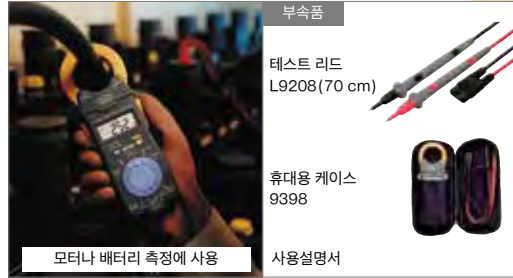 부속품
테스트 리드
L9208(70 cm)
휴대용 케이스
9398
모터나 배터리 측정에 사용
사용설명서